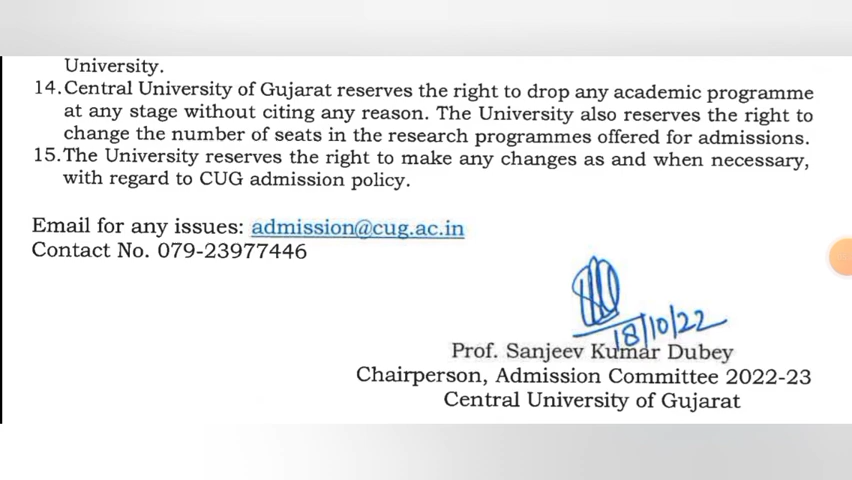 University.
14. Central University of Gujarat reserves the right to drop any academic programme
at any stage without citing any reason. The University also reserves the right to
change the number of seats in the research programmes offered for admissions.
15. The University reserves the right to make any changes as and when necessary,
with regard to CUG admission policy.
Email for any issues: admission@cug.ac.in
Contact No. 079-23977446
18/10/22
Prof. Sanjeev Kumar Dubey
Chairperson, Admission Committee 2022-23
Central University of Gujarat